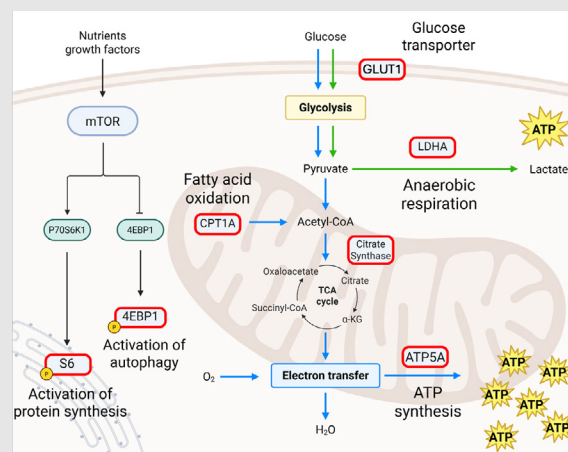 Nutrients
growth factors
mTOR
P70S6K1
4EBP1
4EBP1
P
Activation of
autophagy
S6
P
Activation of
protein synthesis
Glucose
Glucose
transporter
GLUT1
Glycolysis
ATP
LDHA
Pyruvate
Lactate
Anaerobic
respiration
Fatty acid
oxidation
CPT1A
Acetyl-CoA
Citrate
Synthase
Oxaloacetate
Citrate
TCA
cycle
Succinyl-CoA
α-KG
O₂
Electron transfer
ATP5A
ATP
synthesis
H₂O
ATP
ATP
ATP
ATP
ATP
ATP